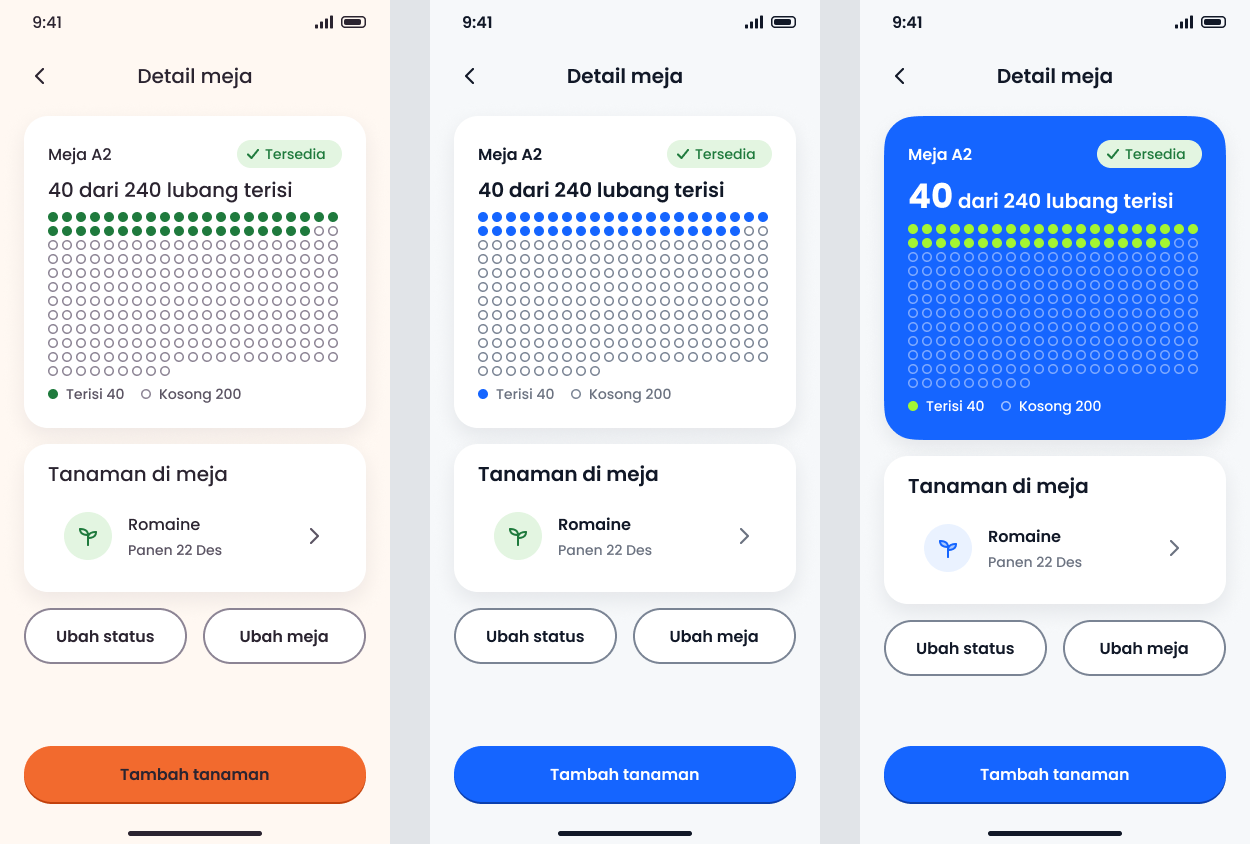 9:41
Detail meja
Meja A2
Tersedia
40 dari 240 lubang terisi
Terisi 40
Kosong 200
Tanaman di meja
Romaine
Panen 22 Des
Ubah status
Ubah meja
Tambah tanaman
9:41
Detail meja
Meja A2
Tersedia
40 dari 240 lubang terisi
Terisi 40
Kosong 200
Tanaman di meja
Romaine
Panen 22 Des
Ubah status
Ubah meja
Tambah tanaman
9:41
Detail meja
Meja A2
Tersedia
40 dari 240 lubang terisi
Terisi 40
Kosong 200
Tanaman di meja
Romaine
Panen 22 Des
Ubah status
Ubah meja
Tambah tanaman